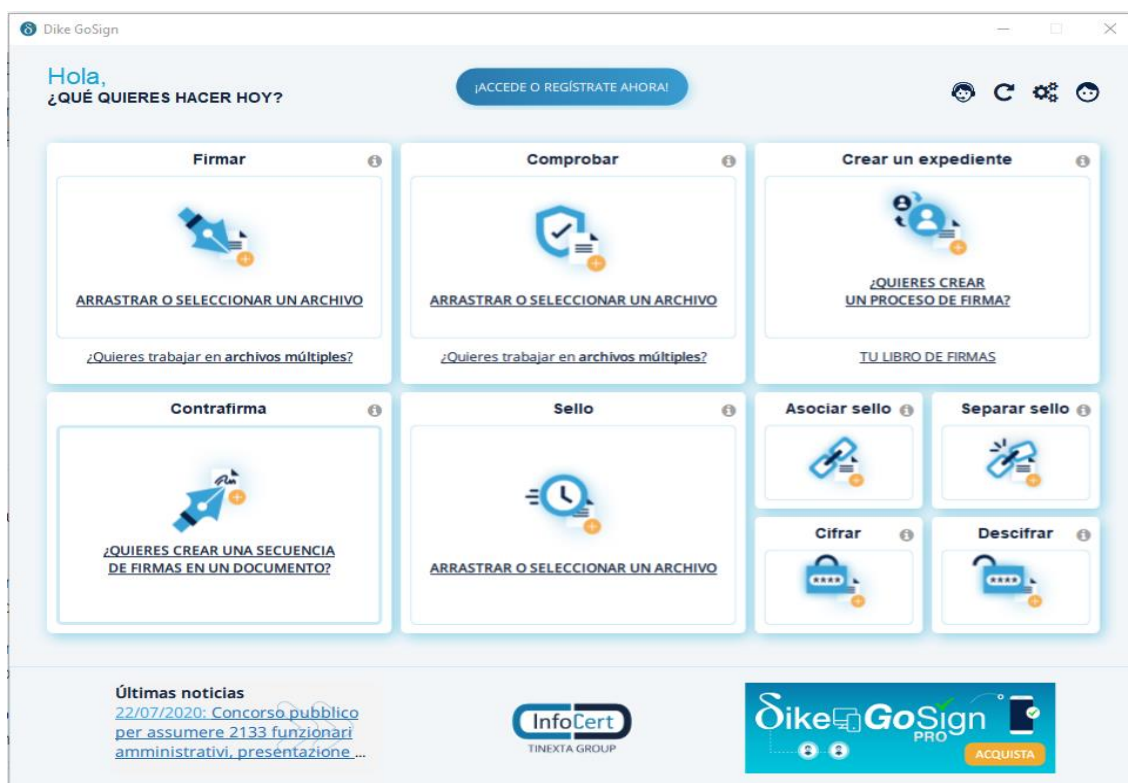 Dike GoSign
Hola,
¿QUÉ QUIERES HACER HOY?
¡ACCEDE O REGÍSTRATE AHORA!
Firmar
ARRASTRAR O SELECCIONAR UN ARCHIVO
¿Quieres trabajar en archivos múltiples?
Comprobar
ARRASTRAR O SELECCIONAR UN ARCHIVO
¿Quieres trabajar en archivos múltiples?
Crear un expediente
¿QUIERES CREAR
UN PROCESO DE FIRMA?
TU LIBRO DE FIRMAS
Contrafirma
¿QUIERES CREAR UNA SECUENCIA
DE FIRMAS EN UN DOCUMENTO?
Sello
ARRASTRAR O SELECCIONAR UN ARCHIVO
Asociar sello
Separar sello
Cifrar
Descifrar
Últimas noticias
22/07/2020: Concorso pubblico
per assumere 2133 funzionari
amministrativi, presentazione ...
InfoCert
TINEXTA GROUP
Dike GoSign
PRO
ACQUISTA